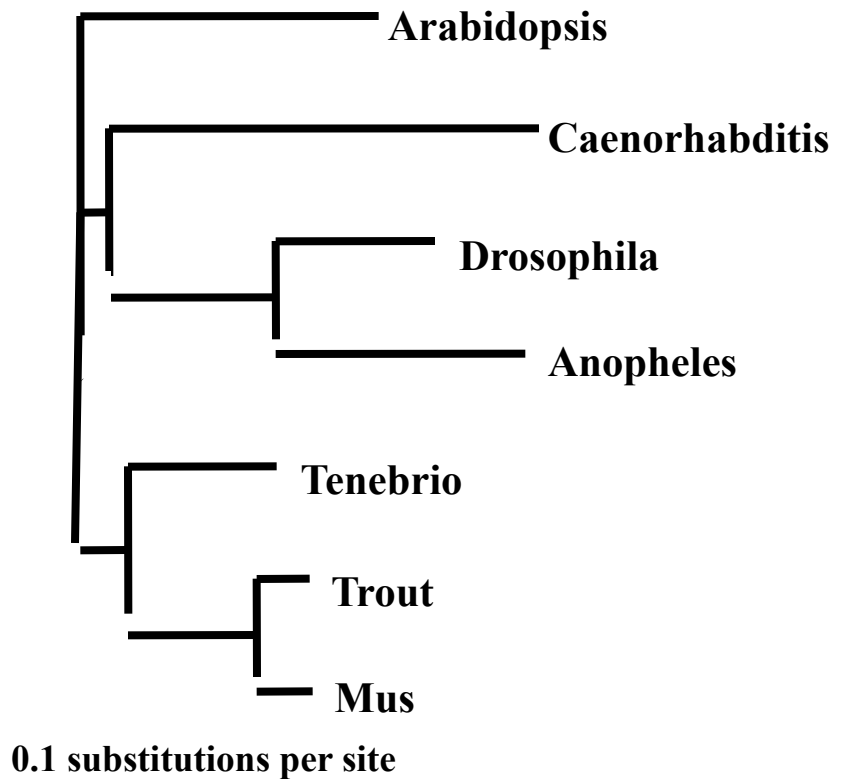 Arabidopsis
Caenorhabditis
Drosophila
Anopheles
Tenebrio
Trout
Mus
0.1 substitutions per site